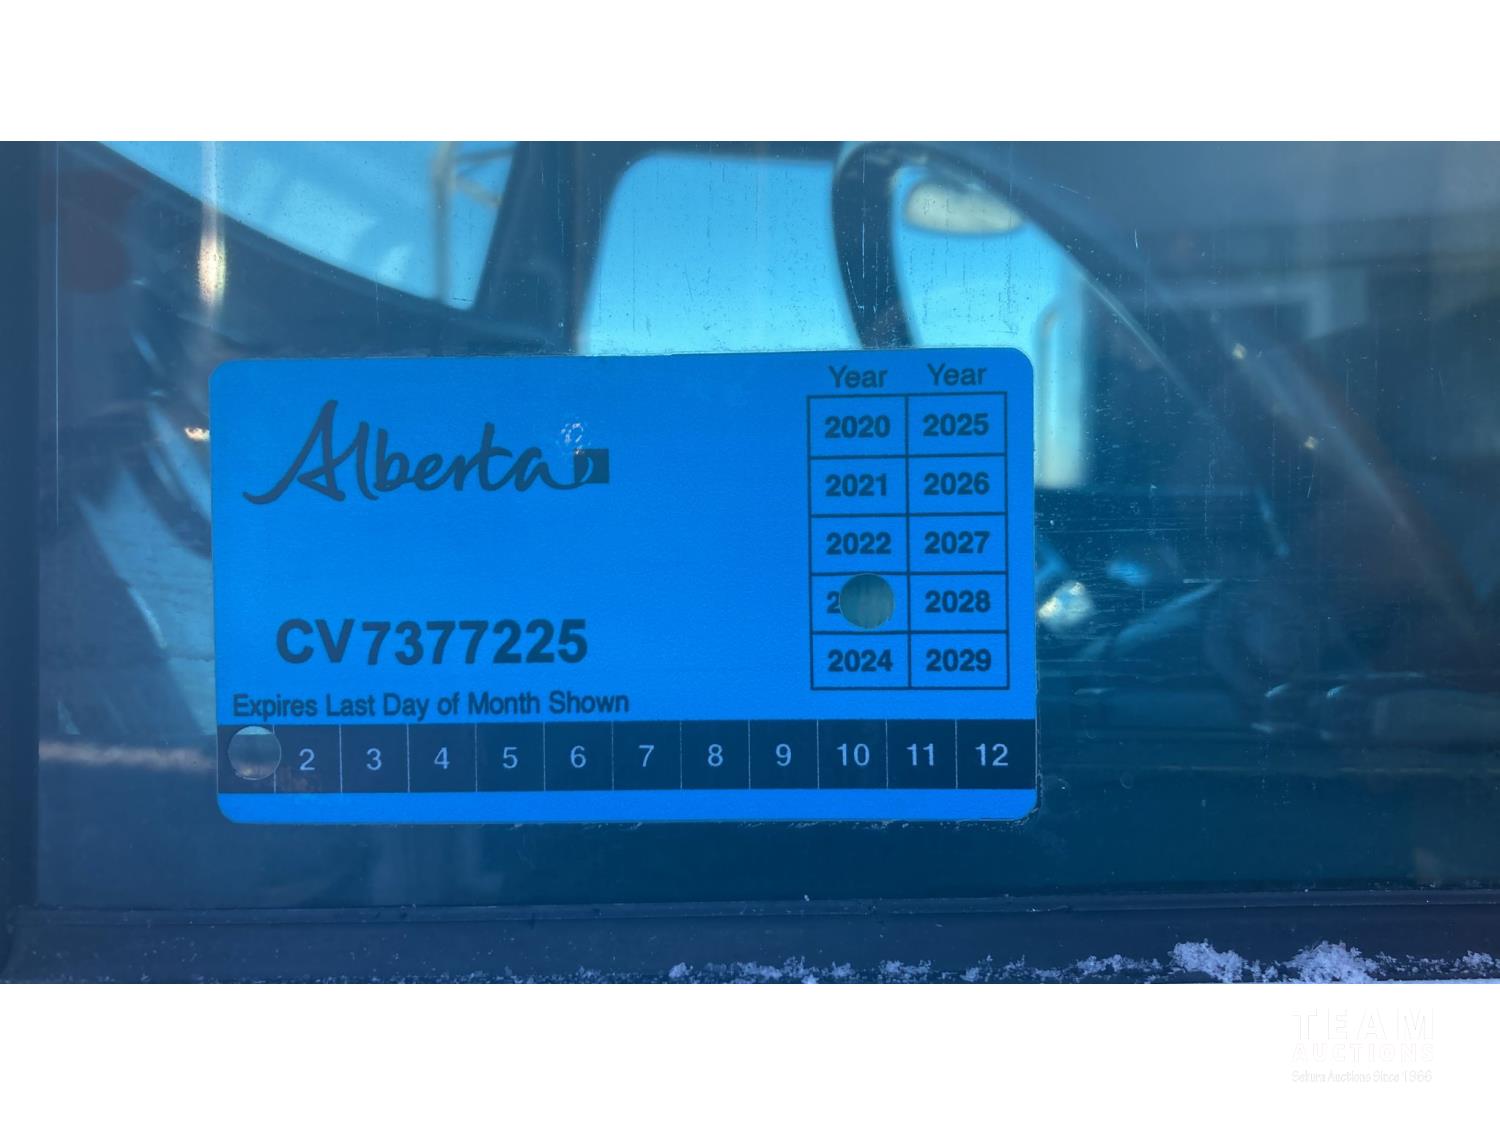 Alberta
Year Year
2020 2025
2021 2026
2022 2027
2028
2024 2029
CV7377225
Expires Last Day of Month Shown
2 3 4 5 6 7 8 9 10 11 12
TEAM
AUCTIONS
Sekura Auctions Since 1966